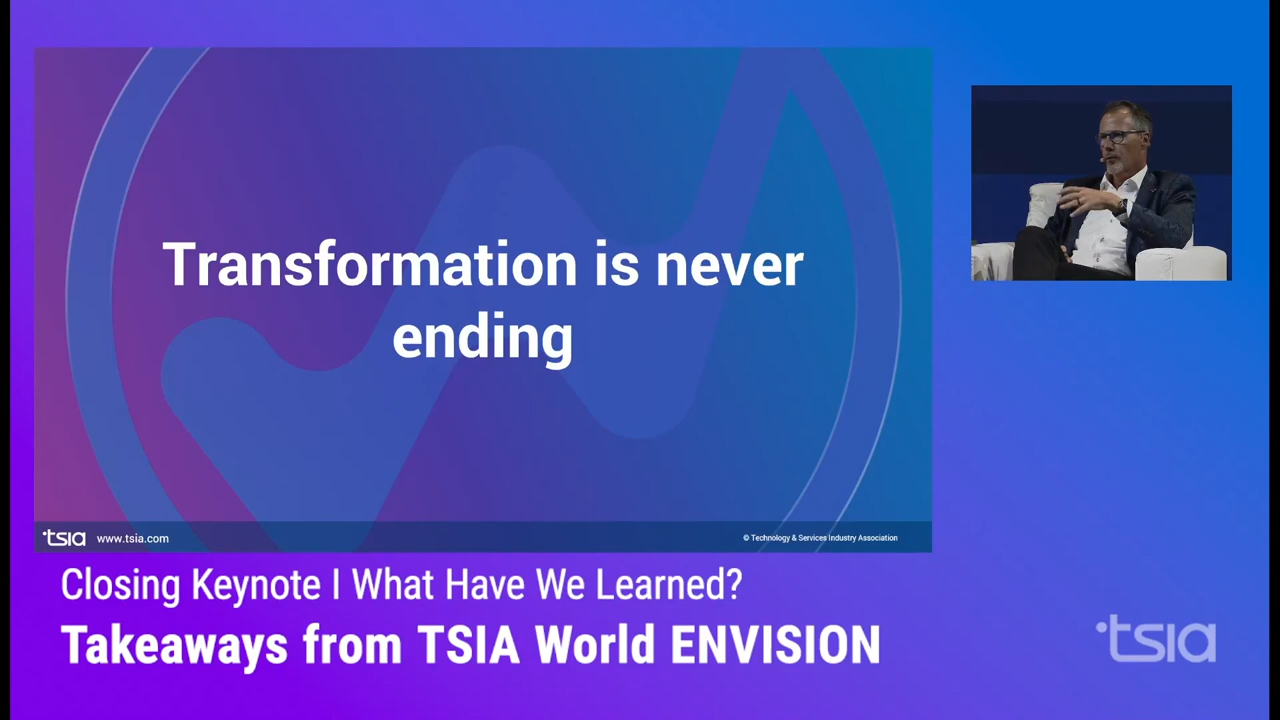 Transformation is never
ending
tsia www.tsia.com
© Technology & Services Industry Association
Closing Keynote I What Have We Learned?
Takeaways from TSIA World ENVISION
tsia